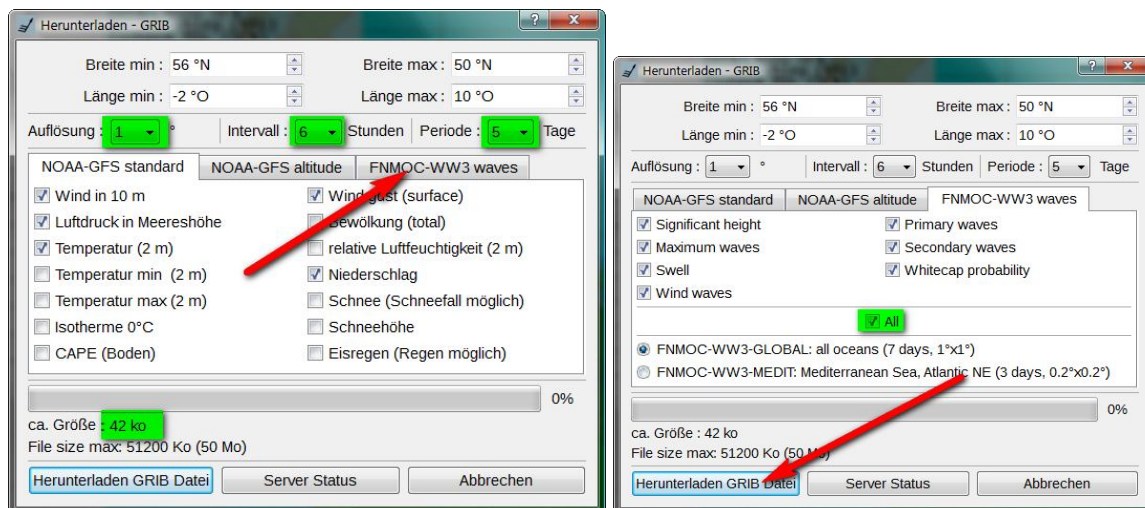 Herunterladen - GRIB
Breite min : 56 °N Breite max : 50 °N
Länge min : -2 °O Länge max : 10 °O
Auflösung : 1 ° Intervall : 6 Stunden Periode : 5 Tage
NOAA-GFS standard NOAA-GFS altitude FNMOC-WW3 waves
Wind in 10 m Wind gust (surface)
Luftdruck in Meereshöhe Bewölkung (total)
Temperatur (2 m) relative Luftfeuchtigkeit (2 m)
Temperatur min (2 m) Niederschlag
Temperatur max (2 m) Schnee (Schneefall möglich)
Isotherme 0°C Schneehöhe
CAPE (Boden) Eisregen (Regen möglich)
0%
ca. Größe : 42 ko
File size max: 51200 Ko (50 Mo)
Herunterladen GRIB Datei Server Status Abbrechen
Herunterladen - GRIB
Breite min : 56 °N Breite max : 50 °N
Länge min : -2 °O Länge max : 10 °O
Auflösung : 1 ° Intervall : 6 Stunden Periode : 5 Tage
NOAA-GFS standard NOAA-GFS altitude FNMOC-WW3 waves
Significant height Primary waves
Maximum waves Secondary waves
Swell Whitecap probability
Wind waves
All
FNMOC-WW3-GLOBAL: all oceans (7 days, 1°x1°)
FNMOC-WW3-MEDIT: Mediterranean Sea, Atlantic NE (3 days, 0.2°x0.2°)
0%
ca. Größe : 42 ko
File size max: 51200 Ko (50 Mo)
Herunterladen GRIB Datei Server Status Abbrechen